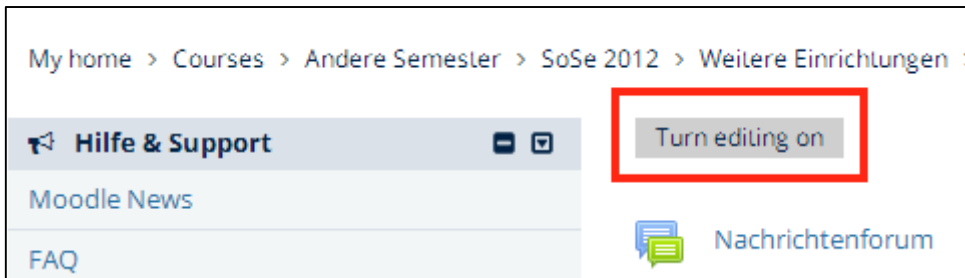 My home > Courses > Andere Semester > SoSe 2012 > Weitere Einrichtungen >
Hilfe & Support
Turn editing on
Moodle News
Nachrichtenforum
FAQ